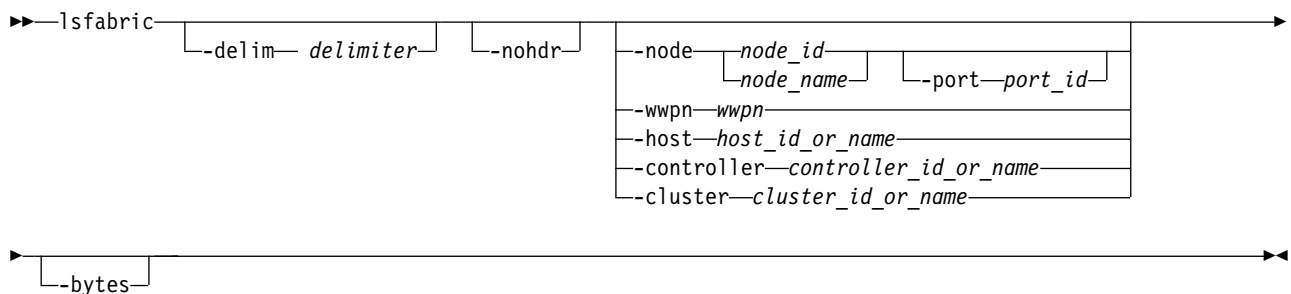 lsfabric
-delim delimiter -nohdr -node node_id
node_name -port port_id
-wwpn wwpn
-host host_id_or_name
-controller controller_id_or_name
-cluster cluster_id_or_name
-bytes